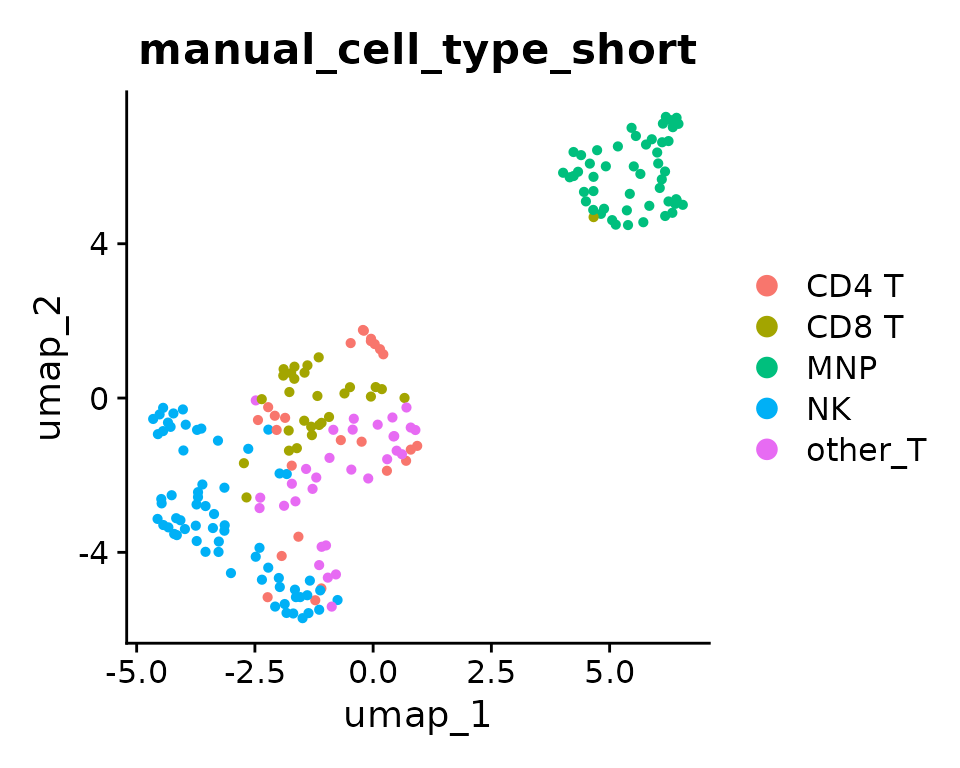 manual_cell_type_short
umap_2
4
0
-4
-5.0 -2.5 0.0 2.5 5.0
umap_1
CD4 T
CD8 T
MNP
NK
other_T